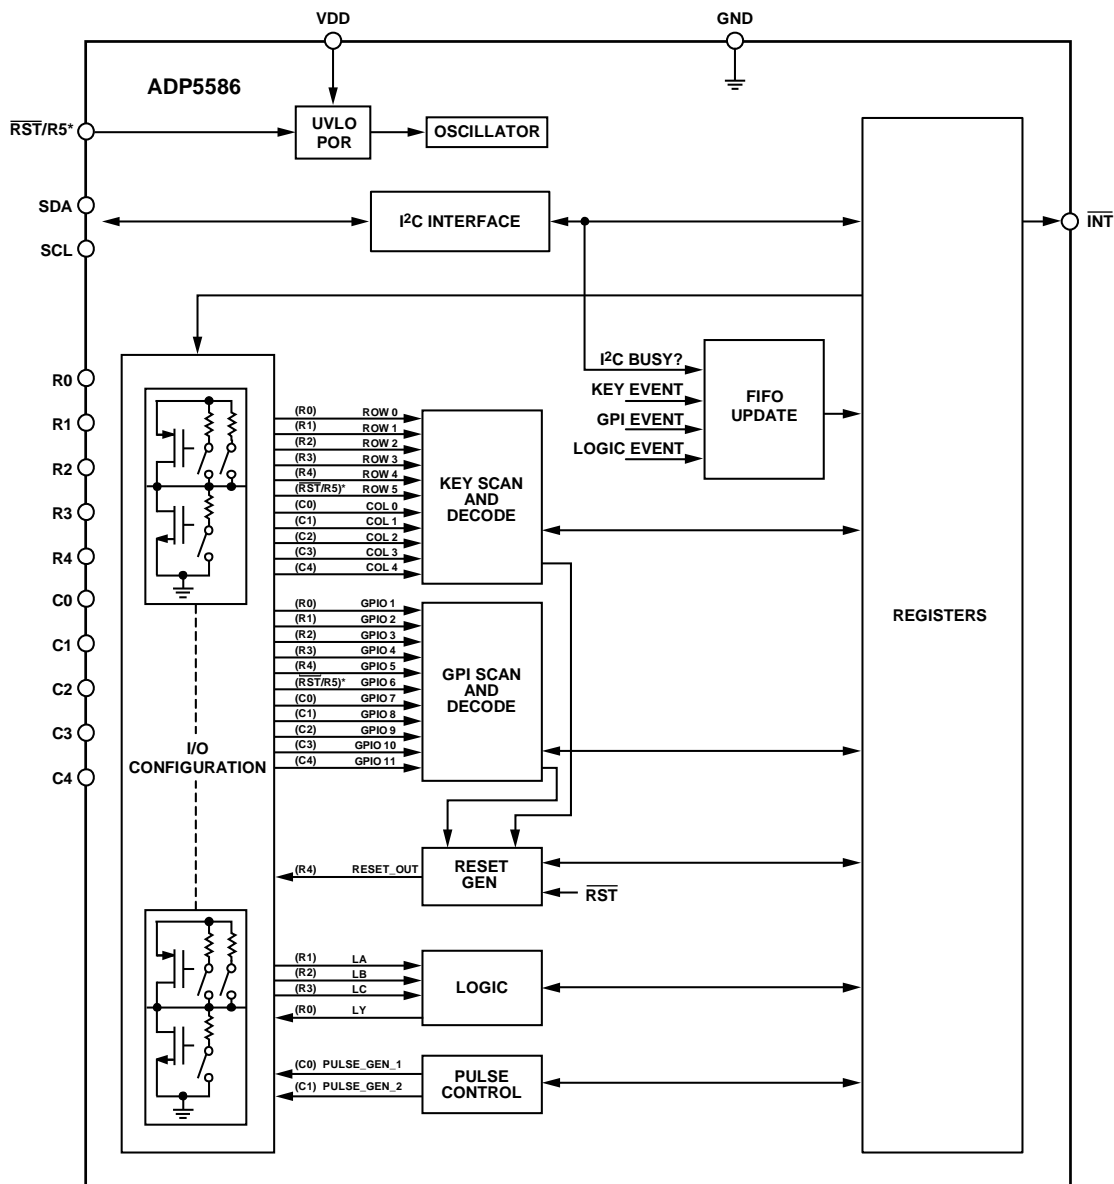 VDD
GND
ADP5586
RST/R5*
UVLO
POR
OSCILLATOR
SDA
I2C INTERFACE
INT
SCL
I2C BUSY?
KEY EVENT
GPI EVENT
LOGIC EVENT
FIFO
UPDATE
R0
R1
R2
R3
R4
C0
C1
C2
C3
C4
(R0) ROW 0
(R1) ROW 1
(R2) ROW 2
(R3) ROW 3
(R4) ROW 4
(RST/R5)* ROW 5
(C0) COL 0
(C1) COL 1
(C2) COL 2
(C3) COL 3
(C4) COL 4
KEY SCAN
AND
DECODE
(R0) GPIO 1
(R1) GPIO 2
(R2) GPIO 3
(R3) GPIO 4
(R4) GPIO 5
(RST/R5)* GPIO 6
(C0) GPIO 7
(C1) GPIO 8
(C2) GPIO 9
(C3) GPIO 10
(C4) GPIO 11
GPI SCAN
AND
DECODE
REGISTERS
I/O
CONFIGURATION
(R4) RESET_OUT
RESET
GEN
RST
(R1) LA
(R2) LB
(R3) LC
(R0) LY
LOGIC
(C0) PULSE_GEN_1
(C1) PULSE_GEN_2
PULSE
CONTROL